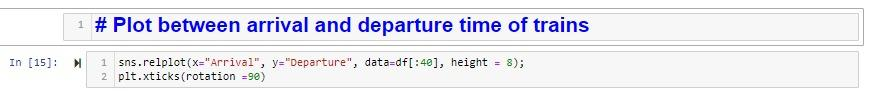 1 # Plot between arrival and departure time of trains
In [15]: 1 sns.relplot(x="Arrival", y="Departure", data=df[:40], height = 8);
2 plt.xticks(rotation =90)